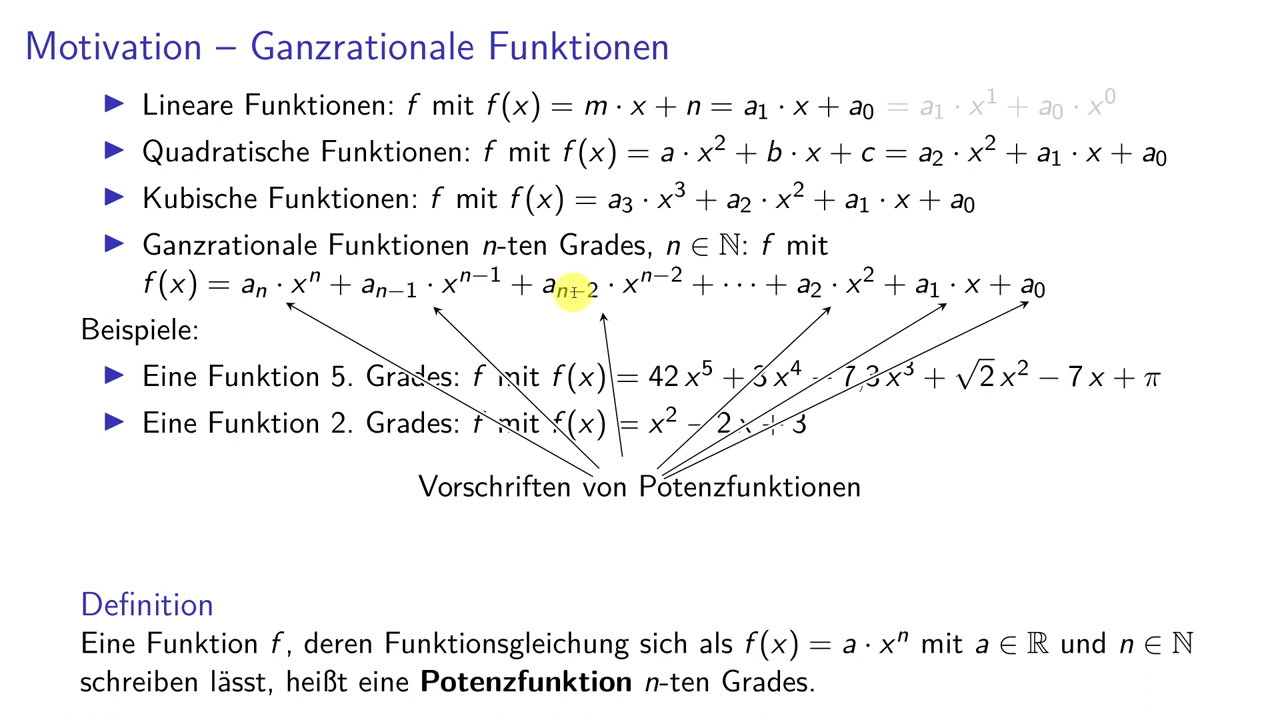 Motivation – Ganzrationale Funktionen
▶ Lineare Funktionen: f mit f(x) = m · x + n = a₁ · x + a₀ = a₁ · x¹ + a₀ · x⁰
▶ Quadratische Funktionen: f mit f(x) = a · x² + b · x + c = a₂ · x² + a₁ · x + a₀
▶ Kubische Funktionen: f mit f(x) = a₃ · x³ + a₂ · x² + a₁ · x + a₀
▶ Ganzrationale Funktionen n-ten Grades, n ∈ ℕ: f mit
f(x) = aₙ · xⁿ + aₙ₋₁ · xⁿ⁻¹ + aₙ₋₂ · xⁿ⁻² + · · · + a₂ · x² + a₁ · x + a₀
Beispiele:
▶ Eine Funktion 5. Grades: f mit f(x) = 42 x⁵ + 3 x⁴ − 7,3 x³ + √2 x² − 7 x + π
▶ Eine Funktion 2. Grades: f mit f(x) = x² − 2 x + 3
Vorschriften von Potenzfunktionen
Definition
Eine Funktion f, deren Funktionsgleichung sich als f(x) = a · xⁿ mit a ∈ ℝ und n ∈ ℕ
schreiben lässt, heißt eine Potenzfunktion n-ten Grades.